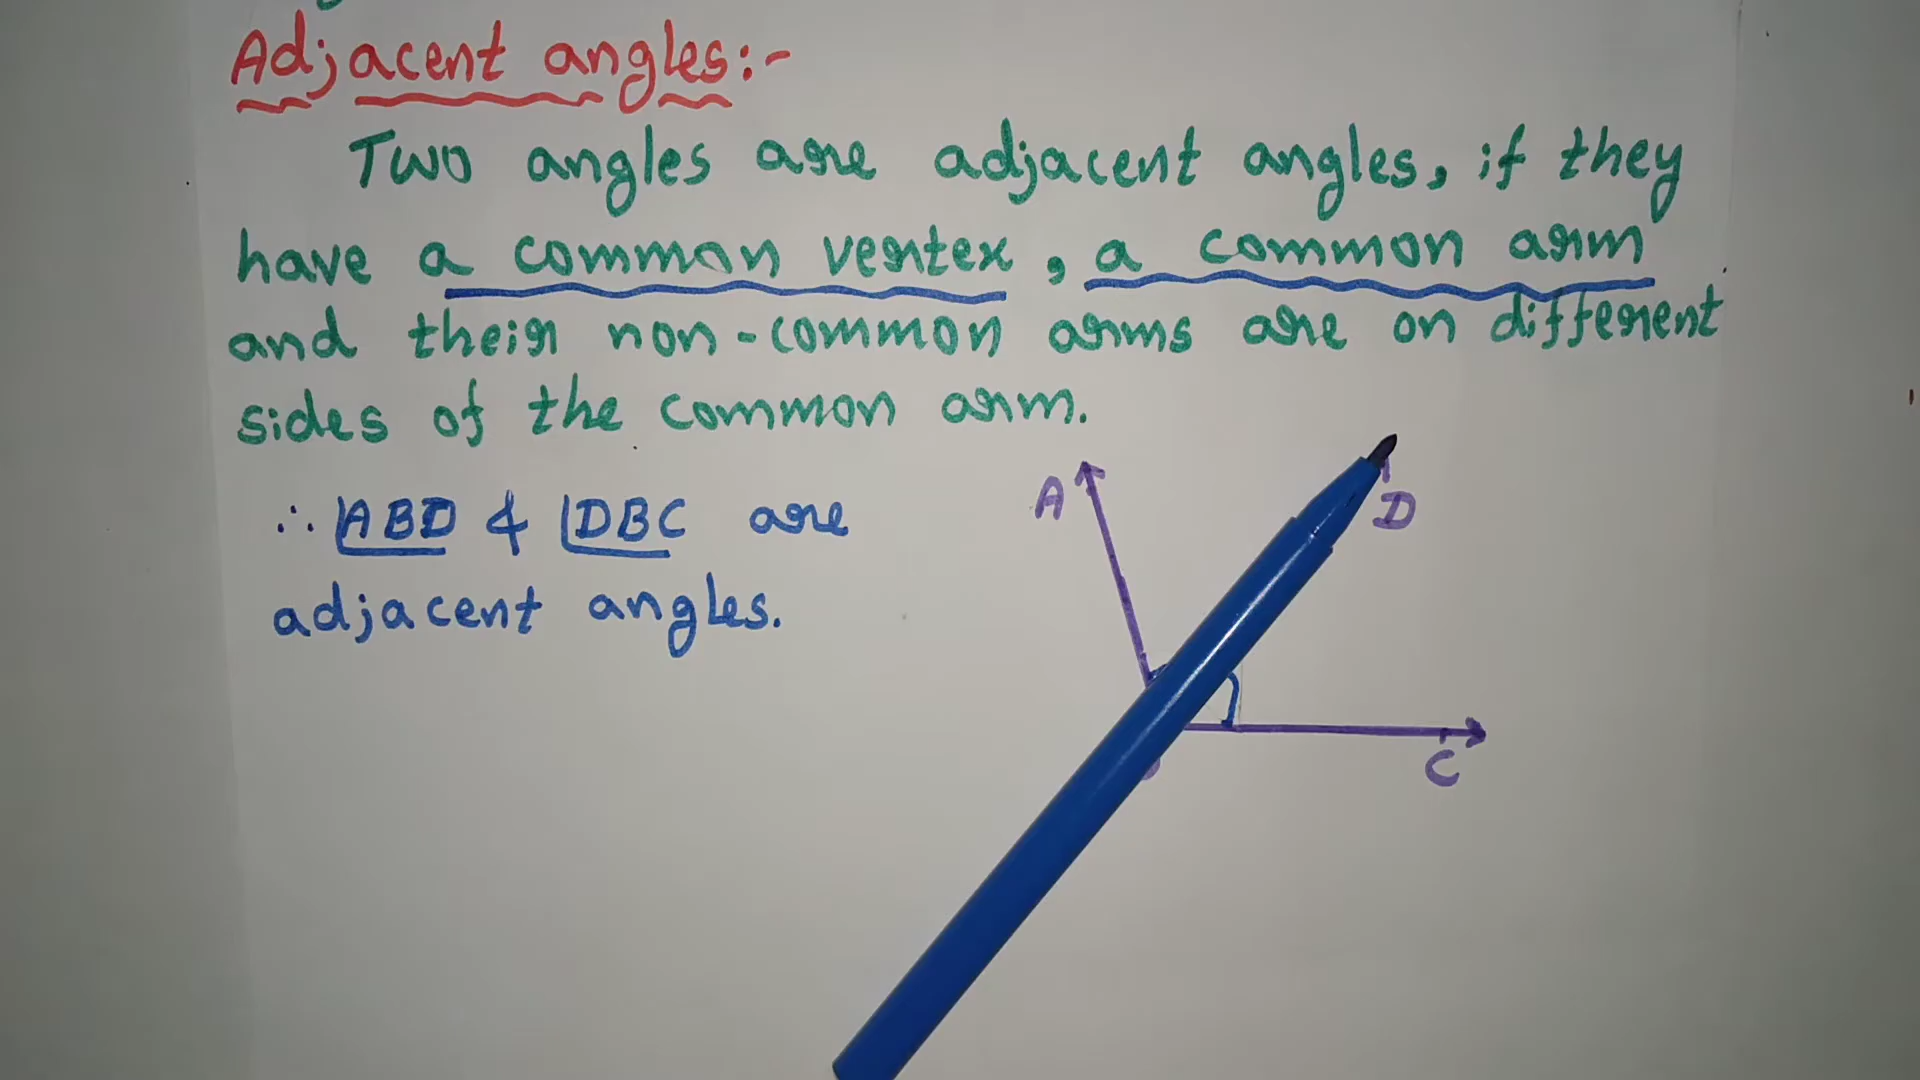 Adjacent angles:-
Two angles are adjacent angles, if they
have a common vertex, a common arm
and their non-common arms are on different
sides of the common arm.
∴ ∠ABD & ∠DBC are
adjacent angles.
A
D
C